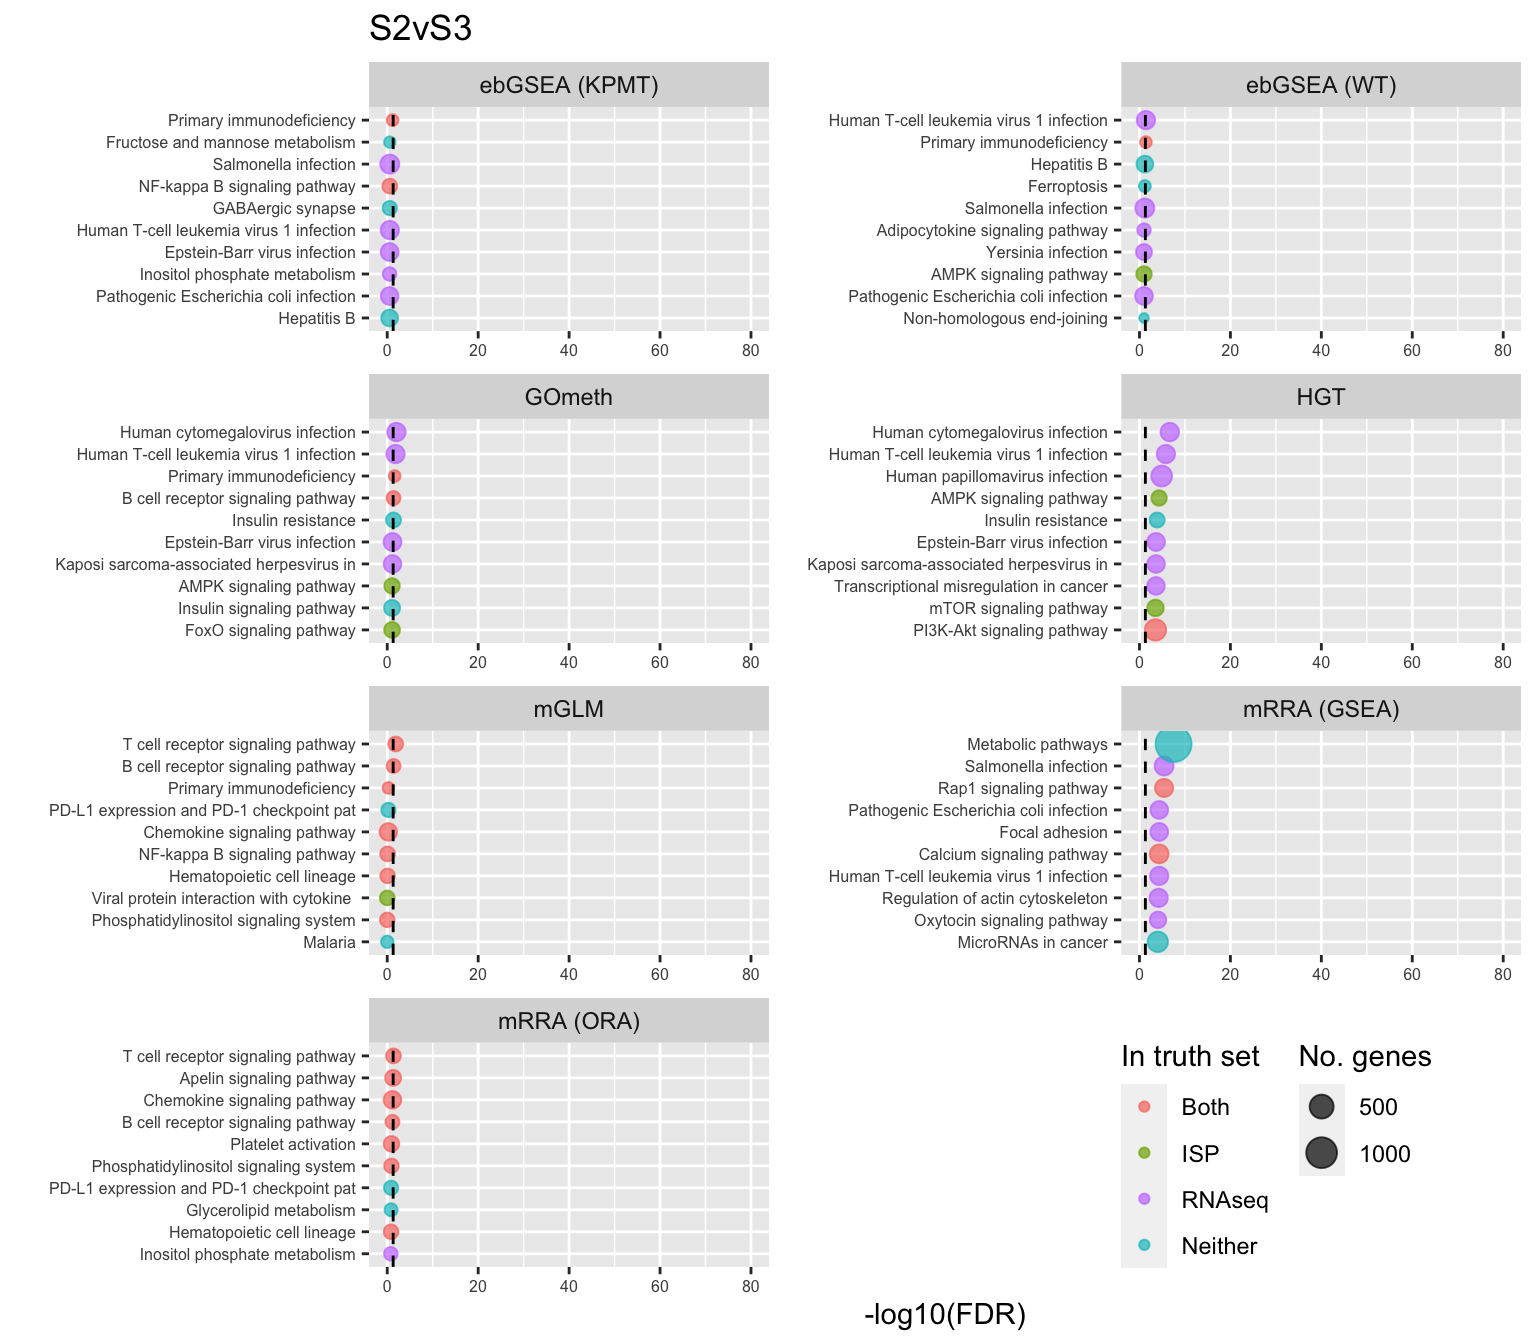 S2vS3
ebGSEA (KPMT)
Primary immunodeficiency
Fructose and mannose metabolism
Salmonella infection
NF-kappa B signaling pathway
GABAergic synapse
Human T-cell leukemia virus 1 infection
Epstein-Barr virus infection
Inositol phosphate metabolism
Pathogenic Escherichia coli infection
Hepatitis B
0 20 40 60 80
ebGSEA (WT)
Human T-cell leukemia virus 1 infection
Primary immunodeficiency
Hepatitis B
Ferroptosis
Salmonella infection
Adipocytokine signaling pathway
Yersinia infection
AMPK signaling pathway
Pathogenic Escherichia coli infection
Non-homologous end-joining
0 20 40 60 80
GOmeth
Human cytomegalovirus infection
Human T-cell leukemia virus 1 infection
Primary immunodeficiency
B cell receptor signaling pathway
Insulin resistance
Epstein-Barr virus infection
Kaposi sarcoma-associated herpesvirus in
AMPK signaling pathway
Insulin signaling pathway
FoxO signaling pathway
0 20 40 60 80
HGT
Human cytomegalovirus infection
Human T-cell leukemia virus 1 infection
Human papillomavirus infection
AMPK signaling pathway
Insulin resistance
Epstein-Barr virus infection
Kaposi sarcoma-associated herpesvirus in
Transcriptional misregulation in cancer
mTOR signaling pathway
PI3K-Akt signaling pathway
0 20 40 60 80
mGLM
T cell receptor signaling pathway
B cell receptor signaling pathway
Primary immunodeficiency
PD-L1 expression and PD-1 checkpoint pat
Chemokine signaling pathway
NF-kappa B signaling pathway
Hematopoietic cell lineage
Viral protein interaction with cytokine
Phosphatidylinositol signaling system
Malaria
0 20 40 60 80
mRRA (GSEA)
Metabolic pathways
Salmonella infection
Rap1 signaling pathway
Pathogenic Escherichia coli infection
Focal adhesion
Calcium signaling pathway
Human T-cell leukemia virus 1 infection
Regulation of actin cytoskeleton
Oxytocin signaling pathway
MicroRNAs in cancer
0 20 40 60 80
mRRA (ORA)
T cell receptor signaling pathway
Apelin signaling pathway
Chemokine signaling pathway
B cell receptor signaling pathway
Platelet activation
Phosphatidylinositol signaling system
PD-L1 expression and PD-1 checkpoint pat
Glycerolipid metabolism
Hematopoietic cell lineage
Inositol phosphate metabolism
0 20 40 60 80
In truth set
Both
ISP
RNAseq
Neither
No. genes
500
1000
-log10(FDR)